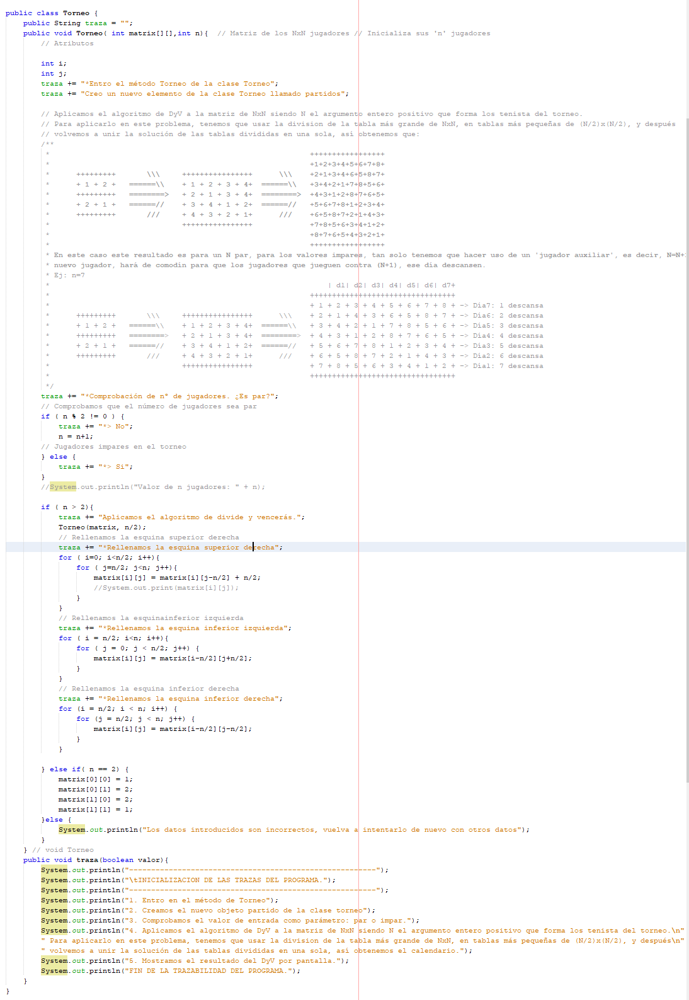 public class Torneo {
public String traza = "";
public void Torneo( int matrix[][],int n){  // Matriz de los NxN jugadores // Inicializa sus 'n' jugadores
// Atributos
int i;
int j;
traza += "*Entro el método Torneo de la clase Torneo";
traza += "Creo un nuevo elemento de la clase Torneo llamado partidos";
// Aplicamos el algoritmo de DyV a la matriz de NxN siendo N el argumento entero positivo que forma los tenista del torneo.
// Para aplicarlo en este problema, tenemos que usar la division de la tabla más grande de NxN, en tablas más pequeñas de (N/2)x(N/2), y después
// volvemos a unir la solución de las tablas divididas en una sola, así obtenemos que:
/**
* ++++++++++++++++++
* +1+2+3+4+5+6+7+8+
* +++++++++ \\\ ++++++++++++++++ \\\ +2+1+3+4+6+5+8+7+
* + 1 + 2 + ======\\ + 1 + 2 + 3 + 4+ ======\\ +3+4+2+1+7+8+5+6+
* +++++++++ ========> + 2 + 1 + 3 + 4+ ========> +4+3+1+2+8+7+6+5+
* + 2 + 1 + ======// + 3 + 4 + 1 + 2+ ======// +5+6+7+8+1+2+3+4+
* +++++++++ /// + 4 + 3 + 2 + 1+ /// +6+5+8+7+2+1+4+3+
* ++++++++++++++++ +7+8+5+6+3+4+1+2+
* +8+7+6+5+4+3+2+1+
* +++++++++++++++++
* En este caso este resultado es para un N par, para los valores impares, tan solo tenemos que hacer uso de un 'jugador auxiliar', es decir, N=N+
* nuevo jugador, hará de comodín para que los jugadores que jueguen contra (N+1), ese día descansen.
* Ej: n=7
* | d1| d2| d3| d4| d5| d6| d7+
* +++++++++++++++++++++++++++++++++
* + 1 + 2 + 3 + 4 + 5 + 6 + 7 + 8 + -> Día7: 1 descansa
* +++++++++ \\\ ++++++++++++++++ \\\ + 2 + 1 + 4 + 3 + 6 + 5 + 8 + 7 + -> Día6: 2 descansa
* + 1 + 2 + ======\\ + 1 + 2 + 3 + 4+ ======\\ + 3 + 4 + 2 + 1 + 7 + 8 + 5 + 6 + -> Día5: 3 descansa
* +++++++++ ========> + 2 + 1 + 3 + 4+ ========> + 4 + 3 + 1 + 2 + 8 + 7 + 6 + 5 + -> Día4: 4 descansa
* + 2 + 1 + ======// + 3 + 4 + 1 + 2+ ======// + 5 + 6 + 7 + 8 + 1 + 2 + 3 + 4 + -> Día3: 5 descansa
* +++++++++ /// + 4 + 3 + 2 + 1+ /// + 6 + 5 + 8 + 7 + 2 + 1 + 4 + 3 + -> Día2: 6 descansa
* ++++++++++++++++ + 7 + 8 + 5 + 6 + 3 + 4 + 1 + 2 + -> Día1: 7 descansa
* +++++++++++++++++++++++++++++++++
*/
traza += "*Comprobación de nº de jugadores. ¿Es par?";
// Comprobamos que el número de jugadores sea par
if ( n % 2 != 0 ) {
traza += "*> No";
n = n+1;
// Jugadores impares en el torneo
} else {
traza += "*> Si";
}
//System.out.println("Valor de n jugadores: " + n);
if ( n > 2){
traza += "Aplicamos el algoritmo de divide y vencerás.";
Torneo(matrix, n/2);
// Rellenamos la esquina superior derecha
traza += "*Rellenamos la esquina superior derecha";
for ( i=0; i<n/2; i++){
for ( j=n/2; j<n; j++){
matrix[i][j] = matrix[i][j-n/2] + n/2;
//System.out.print(matrix[i][j]);
}
}
// Rellenamos la esquinainferior izquierda
traza += "*Rellenamos la esquina inferior izquierda";
for ( i = n/2; i<n; i++){
for ( j = 0; j < n/2; j++) {
matrix[i][j] = matrix[i-n/2][j+n/2];
}
}
// Rellenamos la esquina inferior derecha
traza += "*Rellenamos la esquina inferior derecha";
for (i = n/2; i < n; i++) {
for (j = n/2; j < n; j++) {
matrix[i][j] = matrix[i-n/2][j-n/2];
}
}
} else if( n == 2) {
matrix[0][0] = 1;
matrix[0][1] = 2;
matrix[1][0] = 2;
matrix[1][1] = 1;
}else {
System.out.println("Los datos introducidos son incorrectos, vuelva a intentarlo de nuevo con otros datos");
}
} // void Torneo
public void traza(boolean valor){
System.out.println("--------------------------------------------------------");
System.out.println("\tINICIALIZACION DE LAS TRAZAS DEL PROGRAMA.");
System.out.println("--------------------------------------------------------");
System.out.println("1. Entro en el método de Torneo");
System.out.println("2. Creamos el nuevo objeto partido de la clase torneo");
System.out.println("3. Comprobamos el valor de entrada como parámetro: par o impar.");
System.out.println("4. Aplicamos el algoritmo de DyV a la matriz de NxN siendo N el argumento entero positivo que forma los tenista del torneo.\n"
" Para aplicarlo en este problema, tenemos que usar la division de la tabla más grande de NxN, en tablas más pequeñas de (N/2)x(N/2), y después\n"
" volvemos a unir la solución de las tablas divididas en una sola, así obtenemos el calendario.");
System.out.println("5. Mostramos el resultado del DyV por pantalla.");
System.out.println("FIN DE LA TRAZABILIDAD DEL PROGRAMA.");
}
}